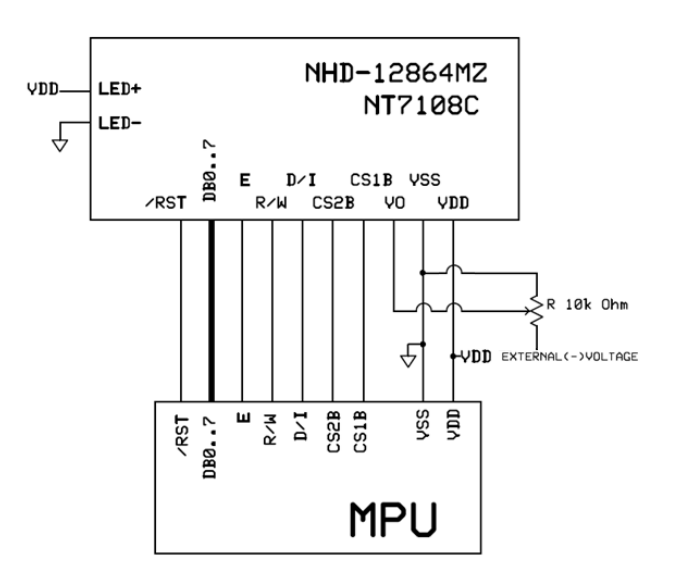 NHD-12864MZ
NT7108C
VDD
LED+
LED-
/RST
DB0..7
E
R/W
D/I
CS2B
CS1B
VO
VSS
VDD
R 10k Ohm
VDD
EXTERNAL(-)VOLTAGE
/RST
DB0..7
E
R/W
D/I
CS2B
CS1B
VSS
VDD
MPU